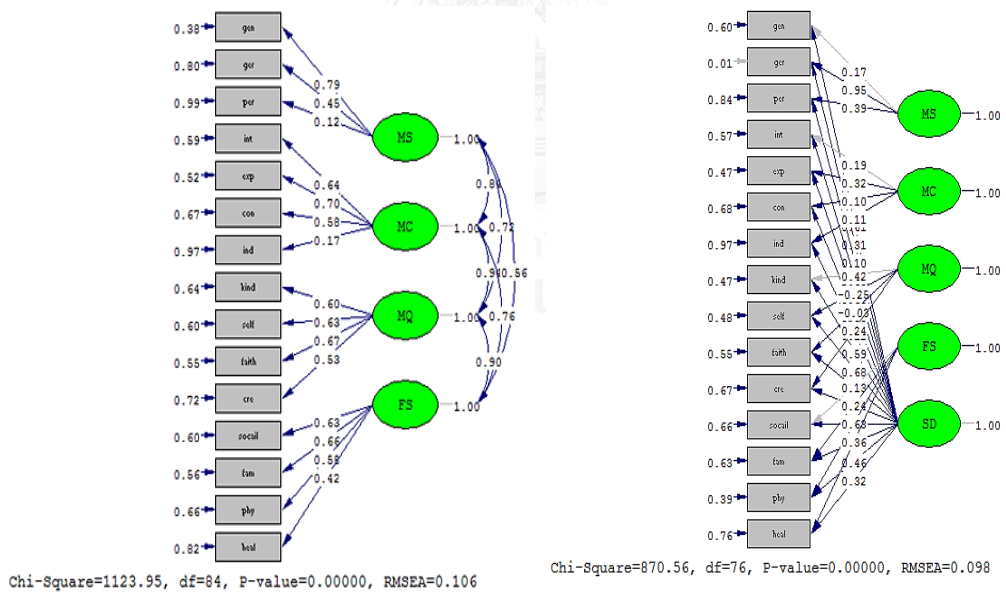 0.38 gen
0.80 ger
0.99 per
0.59 int
0.52 exp
0.67 con
0.97 ind
0.64 kind
0.60 self
0.55 faith
0.72 cre
0.60 socail
0.56 fam
0.66 phy
0.82 heal
0.79
0.45
0.12
0.64
0.70
0.58
0.17
0.60
0.63
0.67
0.53
0.63
0.66
0.58
0.42
MS 1.00
MC 1.00
MQ 1.00
FS 1.00
0.72
0.56
0.76
0.90
Chi-Square=1123.95, df=84, P-value=0.00000, RMSEA=0.106
0.60 gen
0.01 ger
0.84 per
0.57 int
0.47 exp
0.68 con
0.97 ind
0.47 kind
0.48 self
0.55 faith
0.67 cre
0.66 socail
0.63 fam
0.39 phy
0.76 heal
0.17
0.95
0.39
0.19
0.32
0.10
0.11
0.31
0.10
0.42
-0.25
-0.03
0.24
0.59
0.68
0.13
0.24
0.63
0.36
0.46
0.32
MS 1.00
MC 1.00
MQ 1.00
FS 1.00
SD 1.00
Chi-Square=870.56, df=76, P-value=0.00000, RMSEA=0.098